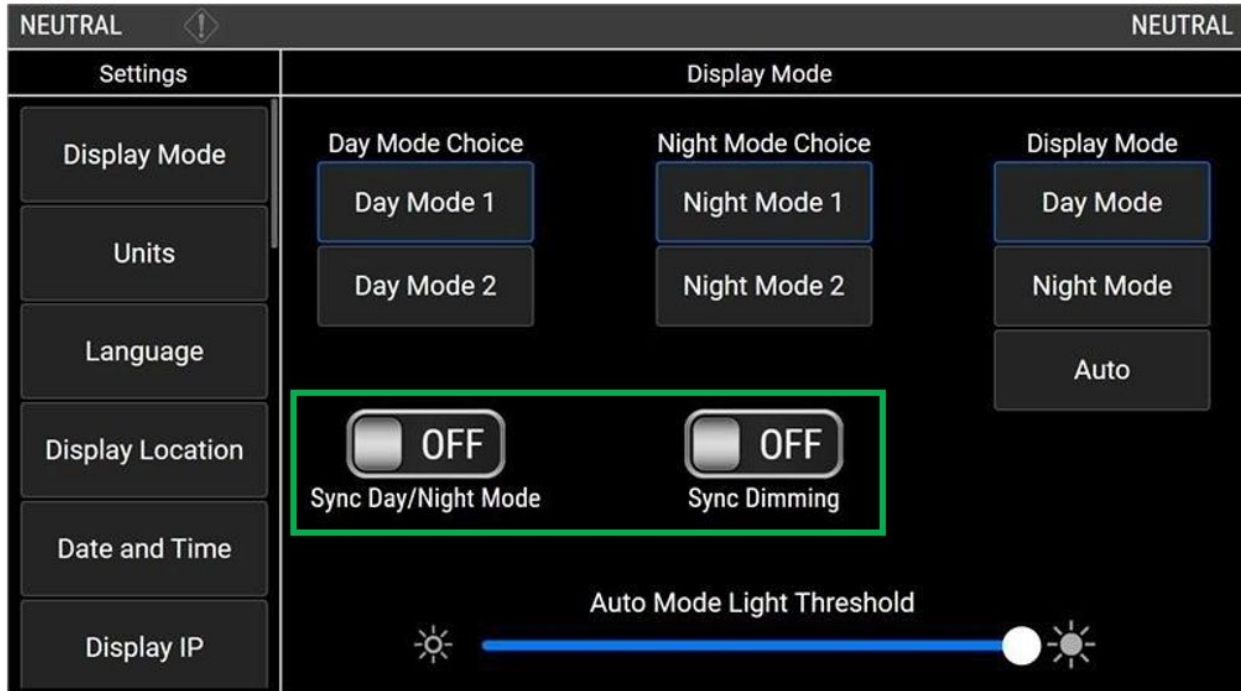 NEUTRAL
NEUTRAL
Settings
Display Mode
Display Mode
Units
Language
Display Location
Date and Time
Display IP
Day Mode Choice
Day Mode 1
Day Mode 2
Night Mode Choice
Night Mode 1
Night Mode 2
Display Mode
Day Mode
Night Mode
Auto
OFF
Sync Day/Night Mode
OFF
Sync Dimming
Auto Mode Light Threshold